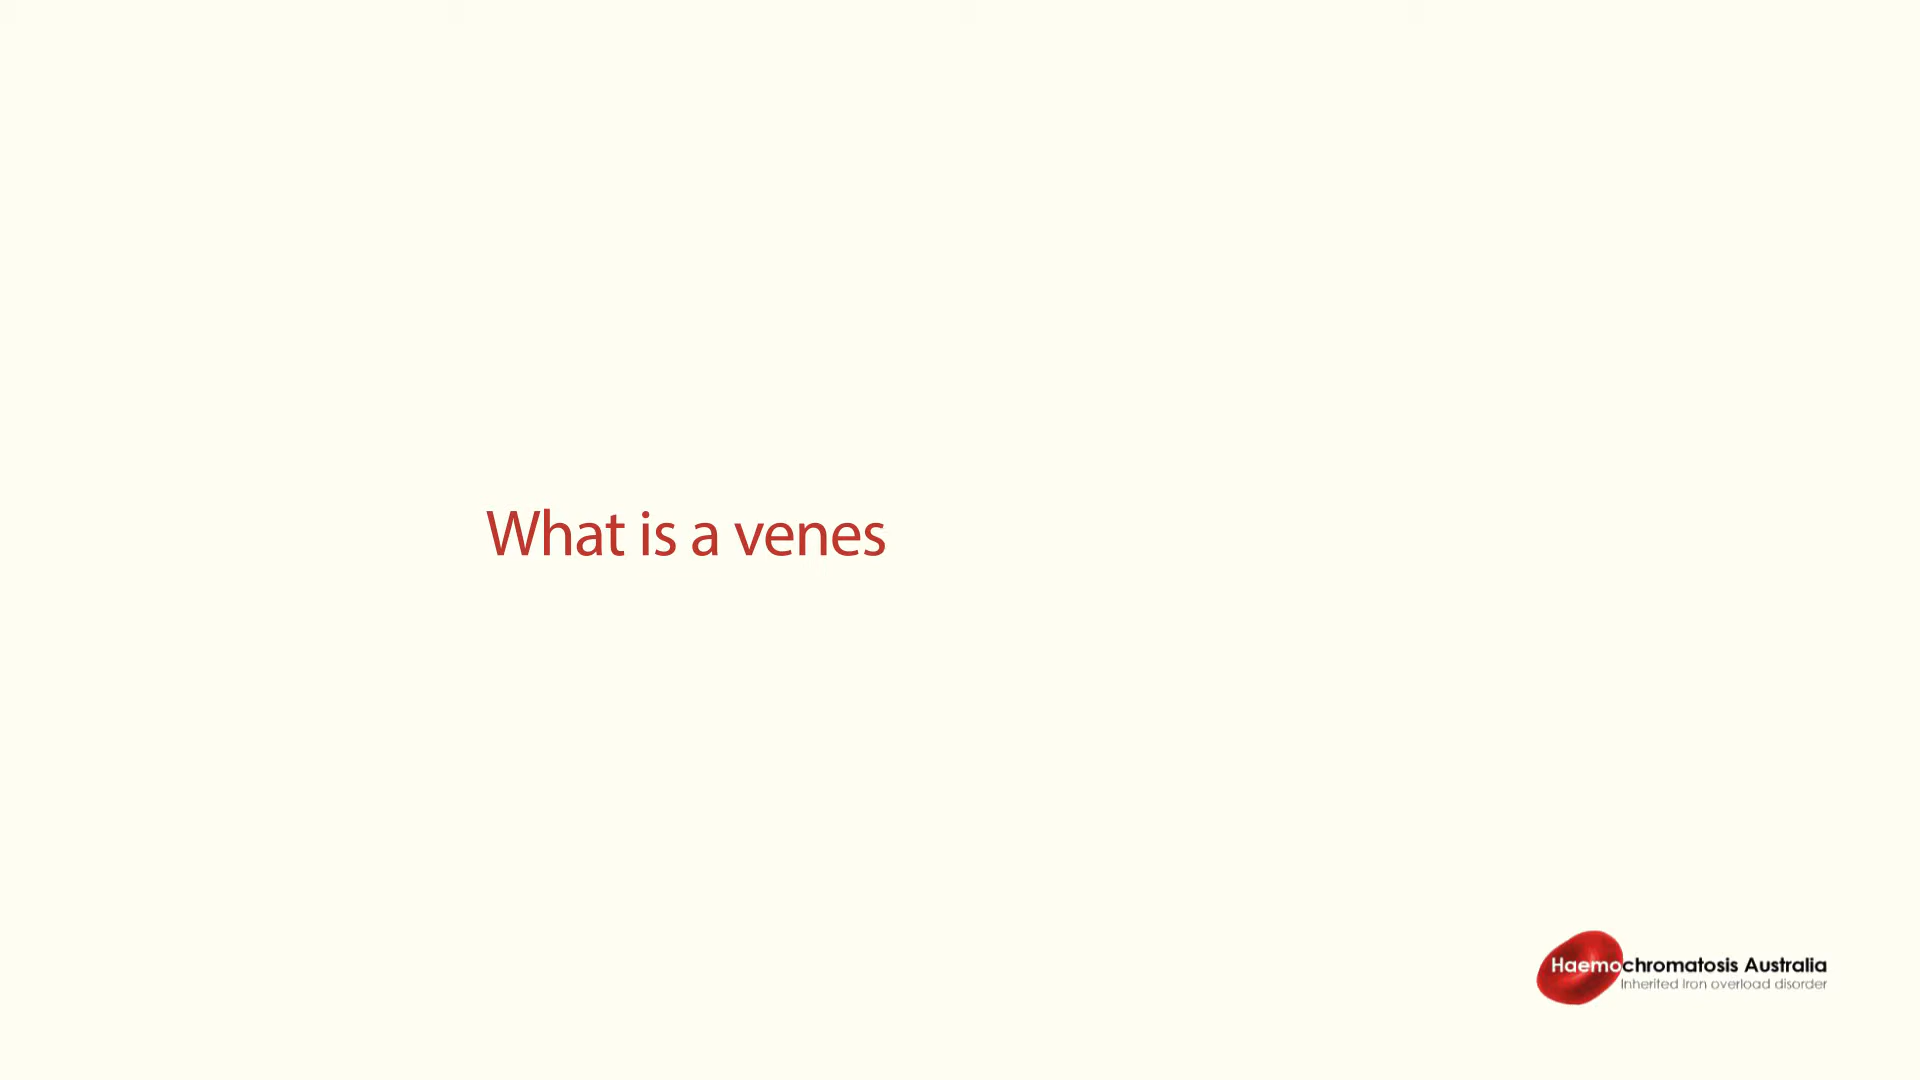 What is a venes
Haemochromatosis Australia
Inherited Iron overload disorder